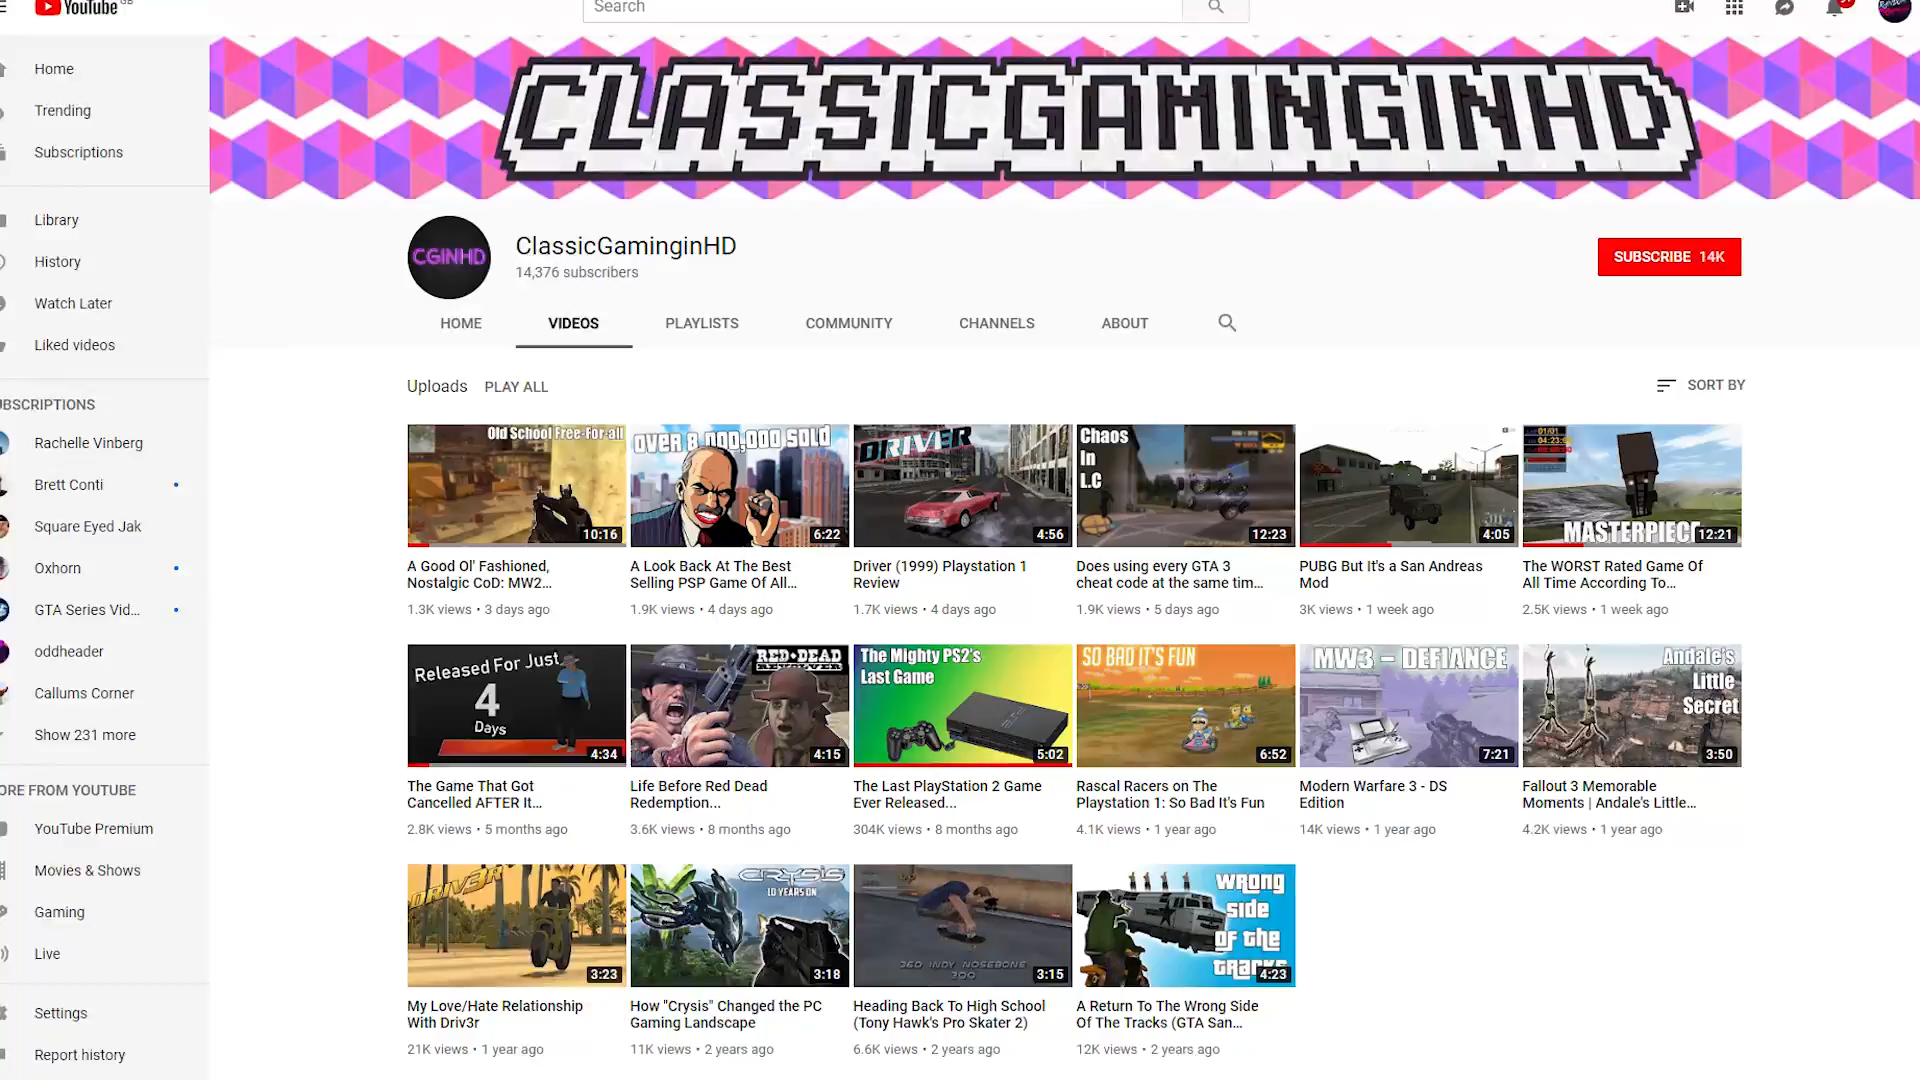 YouTube GB
Search
CLASSICGAMINGINHD
Home
Trending
Subscriptions
Library
History
Watch Later
Liked videos
UBSCRIPTIONS
Rachelle Vinberg
Brett Conti
Square Eyed Jak
Oxhorn
GTA Series Vid...
oddheader
Callums Corner
Show 231 more
ORE FROM YOUTUBE
YouTube Premium
Movies & Shows
Gaming
Live
Settings
Report history
CGINHD
ClassicGaminginHD
14,376 subscribers
SUBSCRIBE 14K
HOME
VIDEOS
PLAYLISTS
COMMUNITY
CHANNELS
ABOUT
Uploads
PLAY ALL
SORT BY
Old School Free-For-all
10:16
A Good Ol' Fashioned,
Nostalgic CoD: MW2...
1.3K views • 3 days ago
OVER 8,000,000 SOLD
6:22
A Look Back At The Best
Selling PSP Game Of All...
1.9K views • 4 days ago
DRIVER
4:56
Driver (1999) Playstation 1
Review
1.7K views • 4 days ago
Chaos
In
L.C
12:23
Does using every GTA 3
cheat code at the same tim...
1.9K views • 5 days ago
4:05
PUBG But It's a San Andreas
Mod
3K views • 1 week ago
MASTERPIECE
12:21
The WORST Rated Game Of
All Time According To...
2.5K views • 1 week ago
Released For Just
4
Days
4:34
The Game That Got
Cancelled AFTER It...
2.8K views • 5 months ago
RED DEAD
REVOLVER
4:15
Life Before Red Dead
Redemption...
3.6K views • 8 months ago
The Mighty PS2's
Last Game
5:02
The Last PlayStation 2 Game
Ever Released...
304K views • 8 months ago
SO BAD IT'S FUN
6:52
Rascal Racers on The
Playstation 1: So Bad It's Fun
4.1K views • 1 year ago
MW3 - DEFIANCE
7:21
Modern Warfare 3 - DS
Edition
14K views • 1 year ago
Andale's
Little
Secret
3:50
Fallout 3 Memorable
Moments | Andale's Little...
4.2K views • 1 year ago
DRIV3R
3:23
My Love/Hate Relationship
With Driv3r
21K views • 1 year ago
CRYSIS
10 YEARS ON
3:18
How "Crysis" Changed the PC
Gaming Landscape
11K views • 2 years ago
360 INDY NOSEBONE
300
3:15
Heading Back To High School
(Tony Hawk's Pro Skater 2)
6.6K views • 2 years ago
Wrong
side
of the
tracks
4:23
A Return To The Wrong Side
Of The Tracks (GTA San...
12K views • 2 years ago